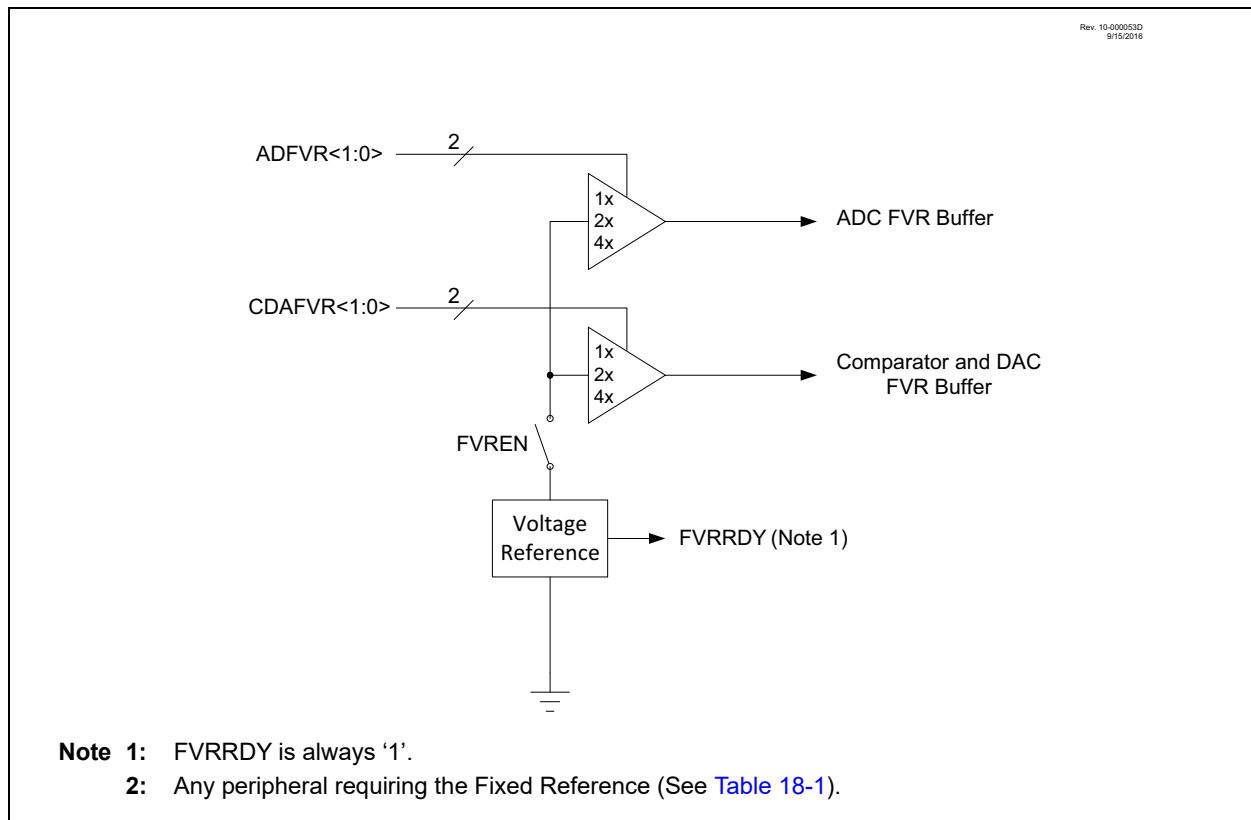 Rev. 10-000053D
9/15/2016
ADFVR<1:0>
2
1x
2x
4x
ADC FVR Buffer
CDAFVR<1:0>
2
1x
2x
4x
Comparator and DAC
FVR Buffer
FVREN
Voltage
Reference
FVRRDY (Note 1)
Note 1: FVRRDY is always ‘1’.
2: Any peripheral requiring the Fixed Reference (See Table 18-1).